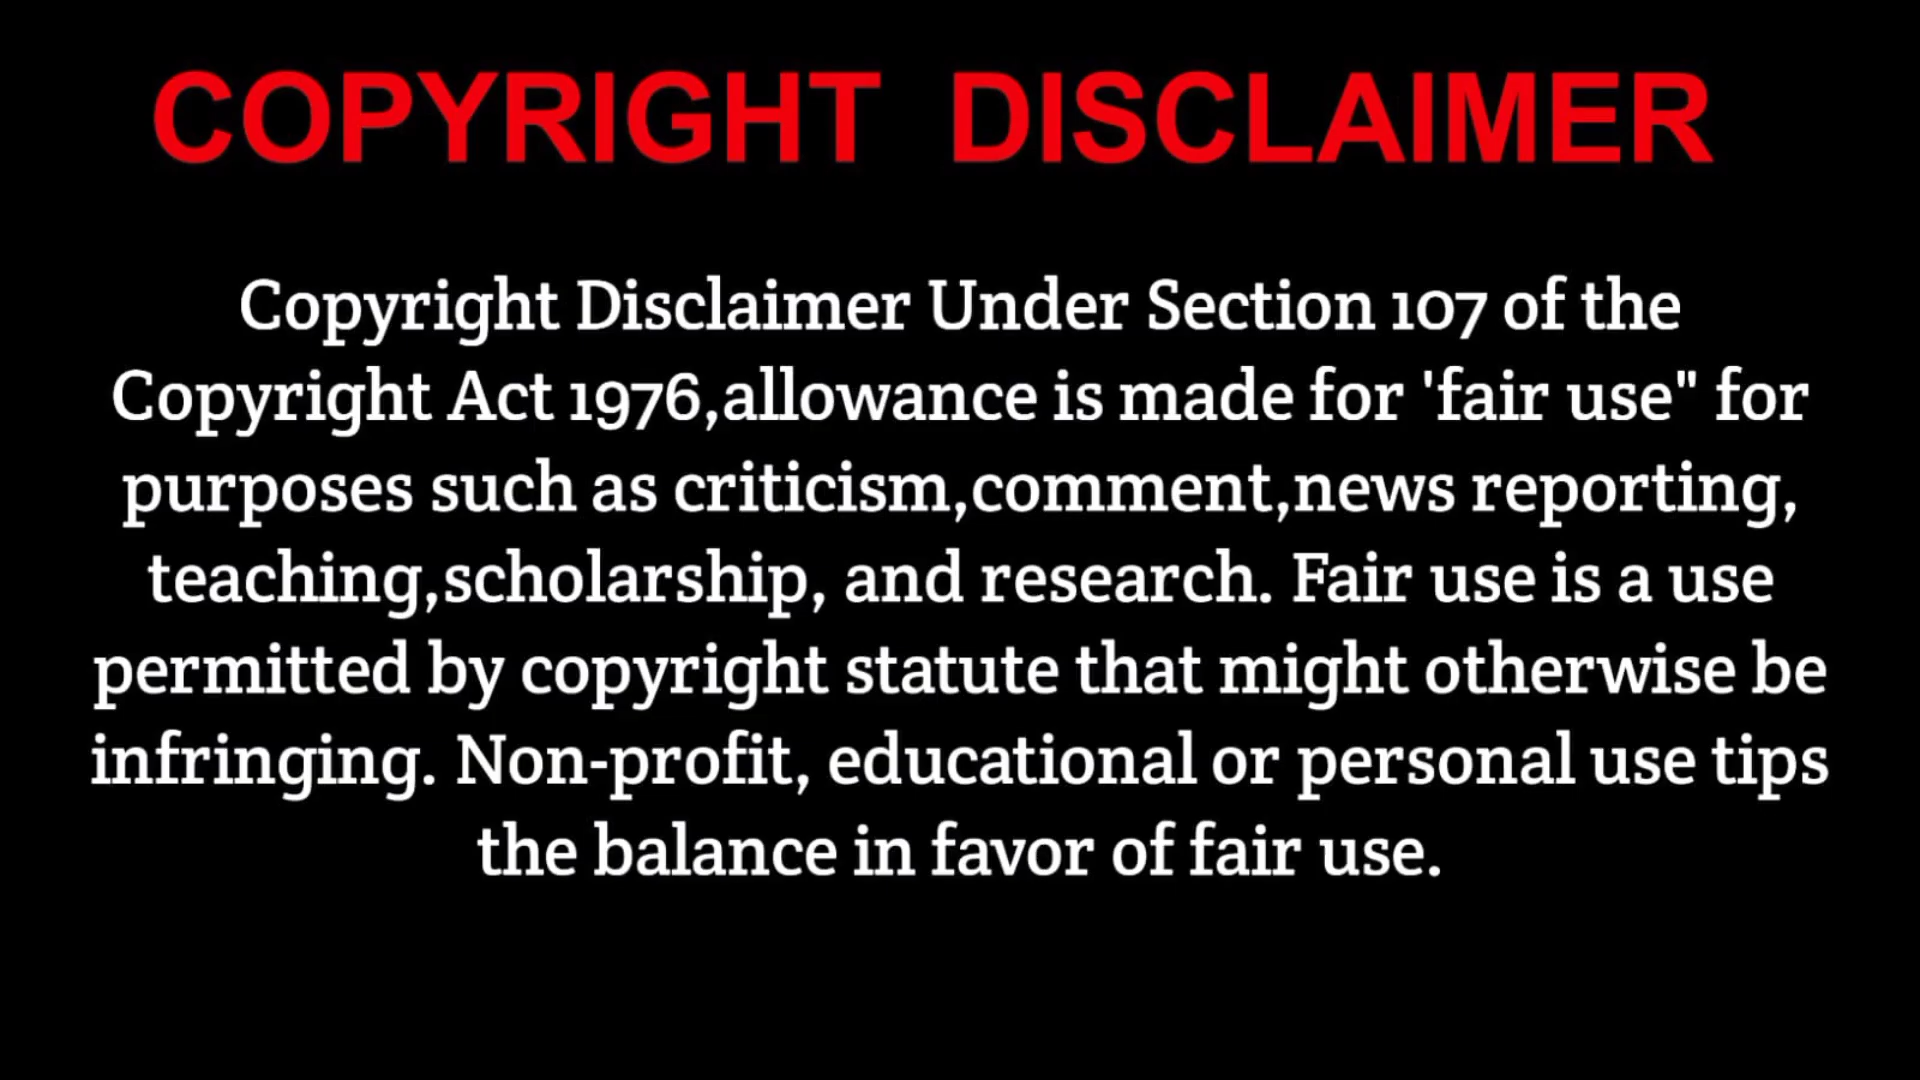 COPYRIGHT DISCLAIMER
Copyright Disclaimer Under Section 107 of the
Copyright Act 1976,allowance is made for 'fair use" for
purposes such as criticism,comment,news reporting,
teaching,scholarship, and research. Fair use is a use
permitted by copyright statute that might otherwise be
infringing. Non-profit, educational or personal use tips
the balance in favor of fair use.